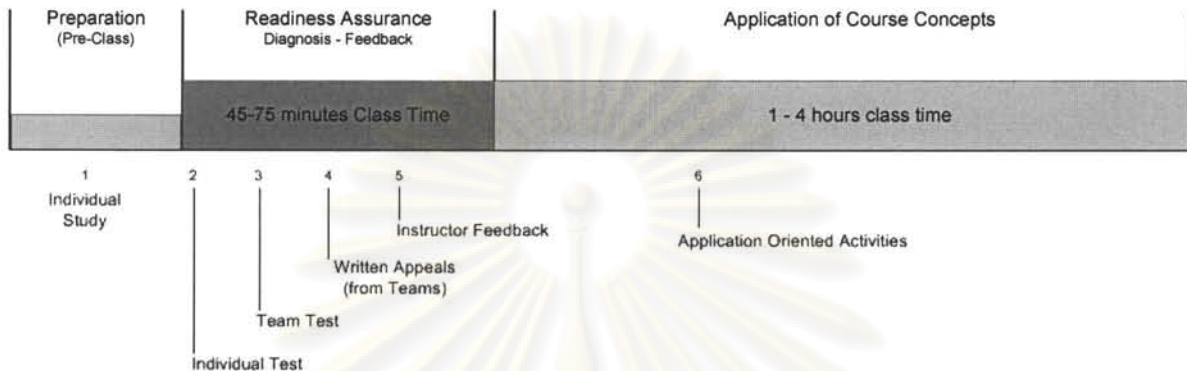 Preparation
(Pre-Class)
Readiness Assurance
Diagnosis - Feedback
Application of Course Concepts
45-75 minutes Class Time
1 - 4 hours class time
1
Individual
Study
2
Individual Test
3
Team Test
4
Written Appeals
(from Teams)
5
Instructor Feedback
6
Application Oriented Activities